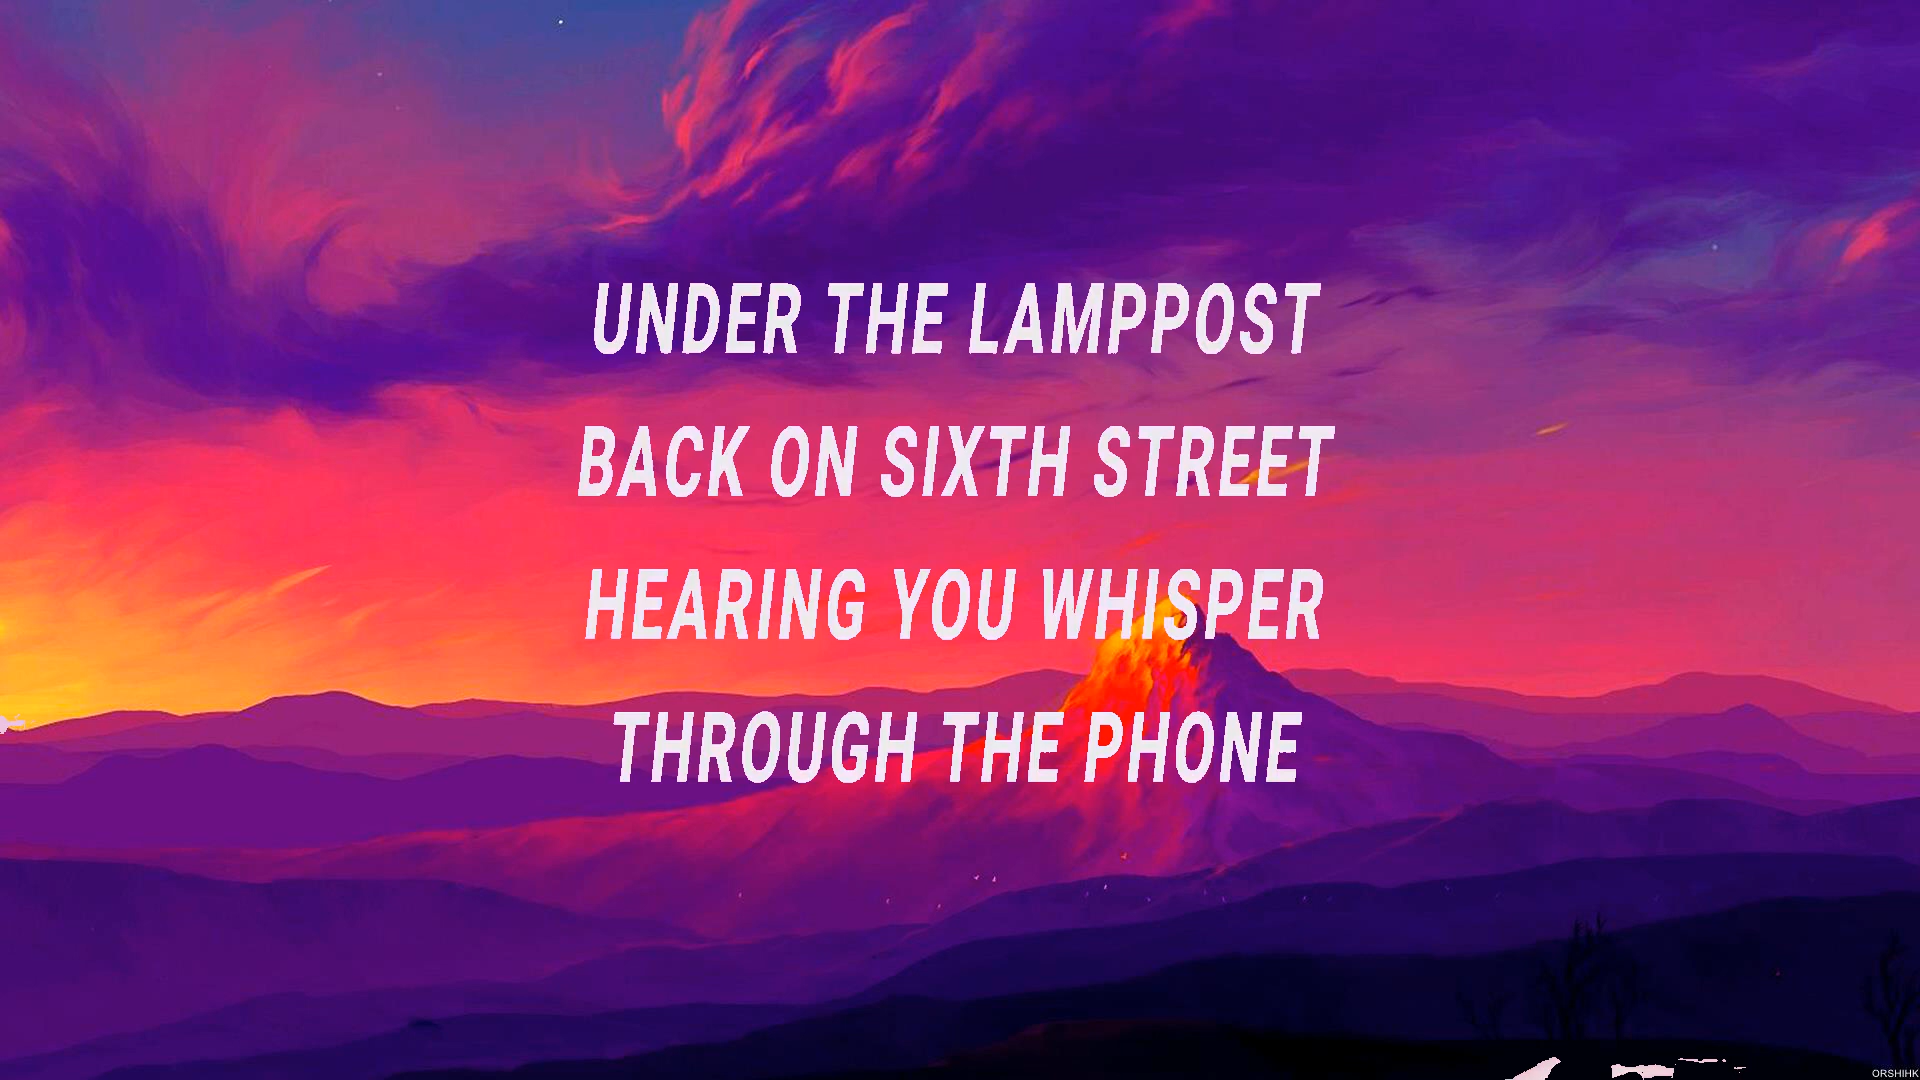 UNDER THE LAMPPOST
BACK ON SIXTH STREET
HEARING YOU WHISPER
THROUGH THE PHONE
ORSHIHK